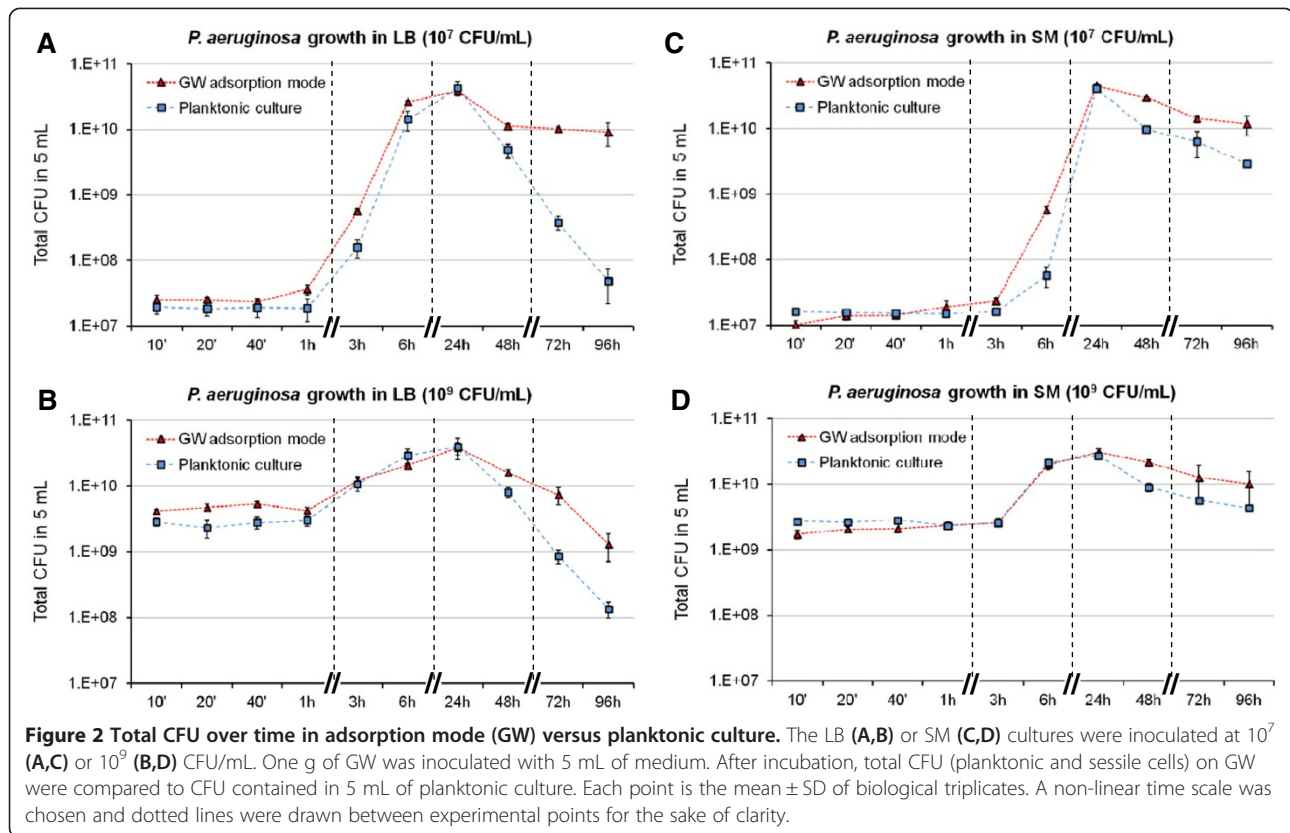 A
P. aeruginosa growth in LB (10⁷ CFU/mL)
GW adsorption mode
Planktonic culture
Total CFU in 5 mL
1.E+11
1.E+10
1.E+09
1.E+08
1.E+07
10' 20' 40' 1h 3h 6h 24h 48h 72h 96h
C
P. aeruginosa growth in SM (10⁷ CFU/mL)
GW adsorption mode
Planktonic culture
Total CFU in 5 mL
1.E+11
1.E+10
1.E+09
1.E+08
1.E+07
10' 20' 40' 1h 3h 6h 24h 48h 72h 96h
B
P. aeruginosa growth in LB (10⁹ CFU/mL)
GW adsorption mode
Planktonic culture
Total CFU in 5 mL
1.E+11
1.E+10
1.E+09
1.E+08
1.E+07
10' 20' 40' 1h 3h 6h 24h 48h 72h 96h
D
P. aeruginosa growth in SM (10⁹ CFU/mL)
GW adsorption mode
Planktonic culture
Total CFU in 5 mL
1.E+11
1.E+10
1.E+09
1.E+08
1.E+07
10' 20' 40' 1h 3h 6h 24h 48h 72h 96h
Figure 2 Total CFU over time in adsorption mode (GW) versus planktonic culture. The LB (A,B) or SM (C,D) cultures were inoculated at 10⁷
(A,C) or 10⁹ (B,D) CFU/mL. One g of GW was inoculated with 5 mL of medium. After incubation, total CFU (planktonic and sessile cells) on GW
were compared to CFU contained in 5 mL of planktonic culture. Each point is the mean ± SD of biological triplicates. A non-linear time scale was
chosen and dotted lines were drawn between experimental points for the sake of clarity.